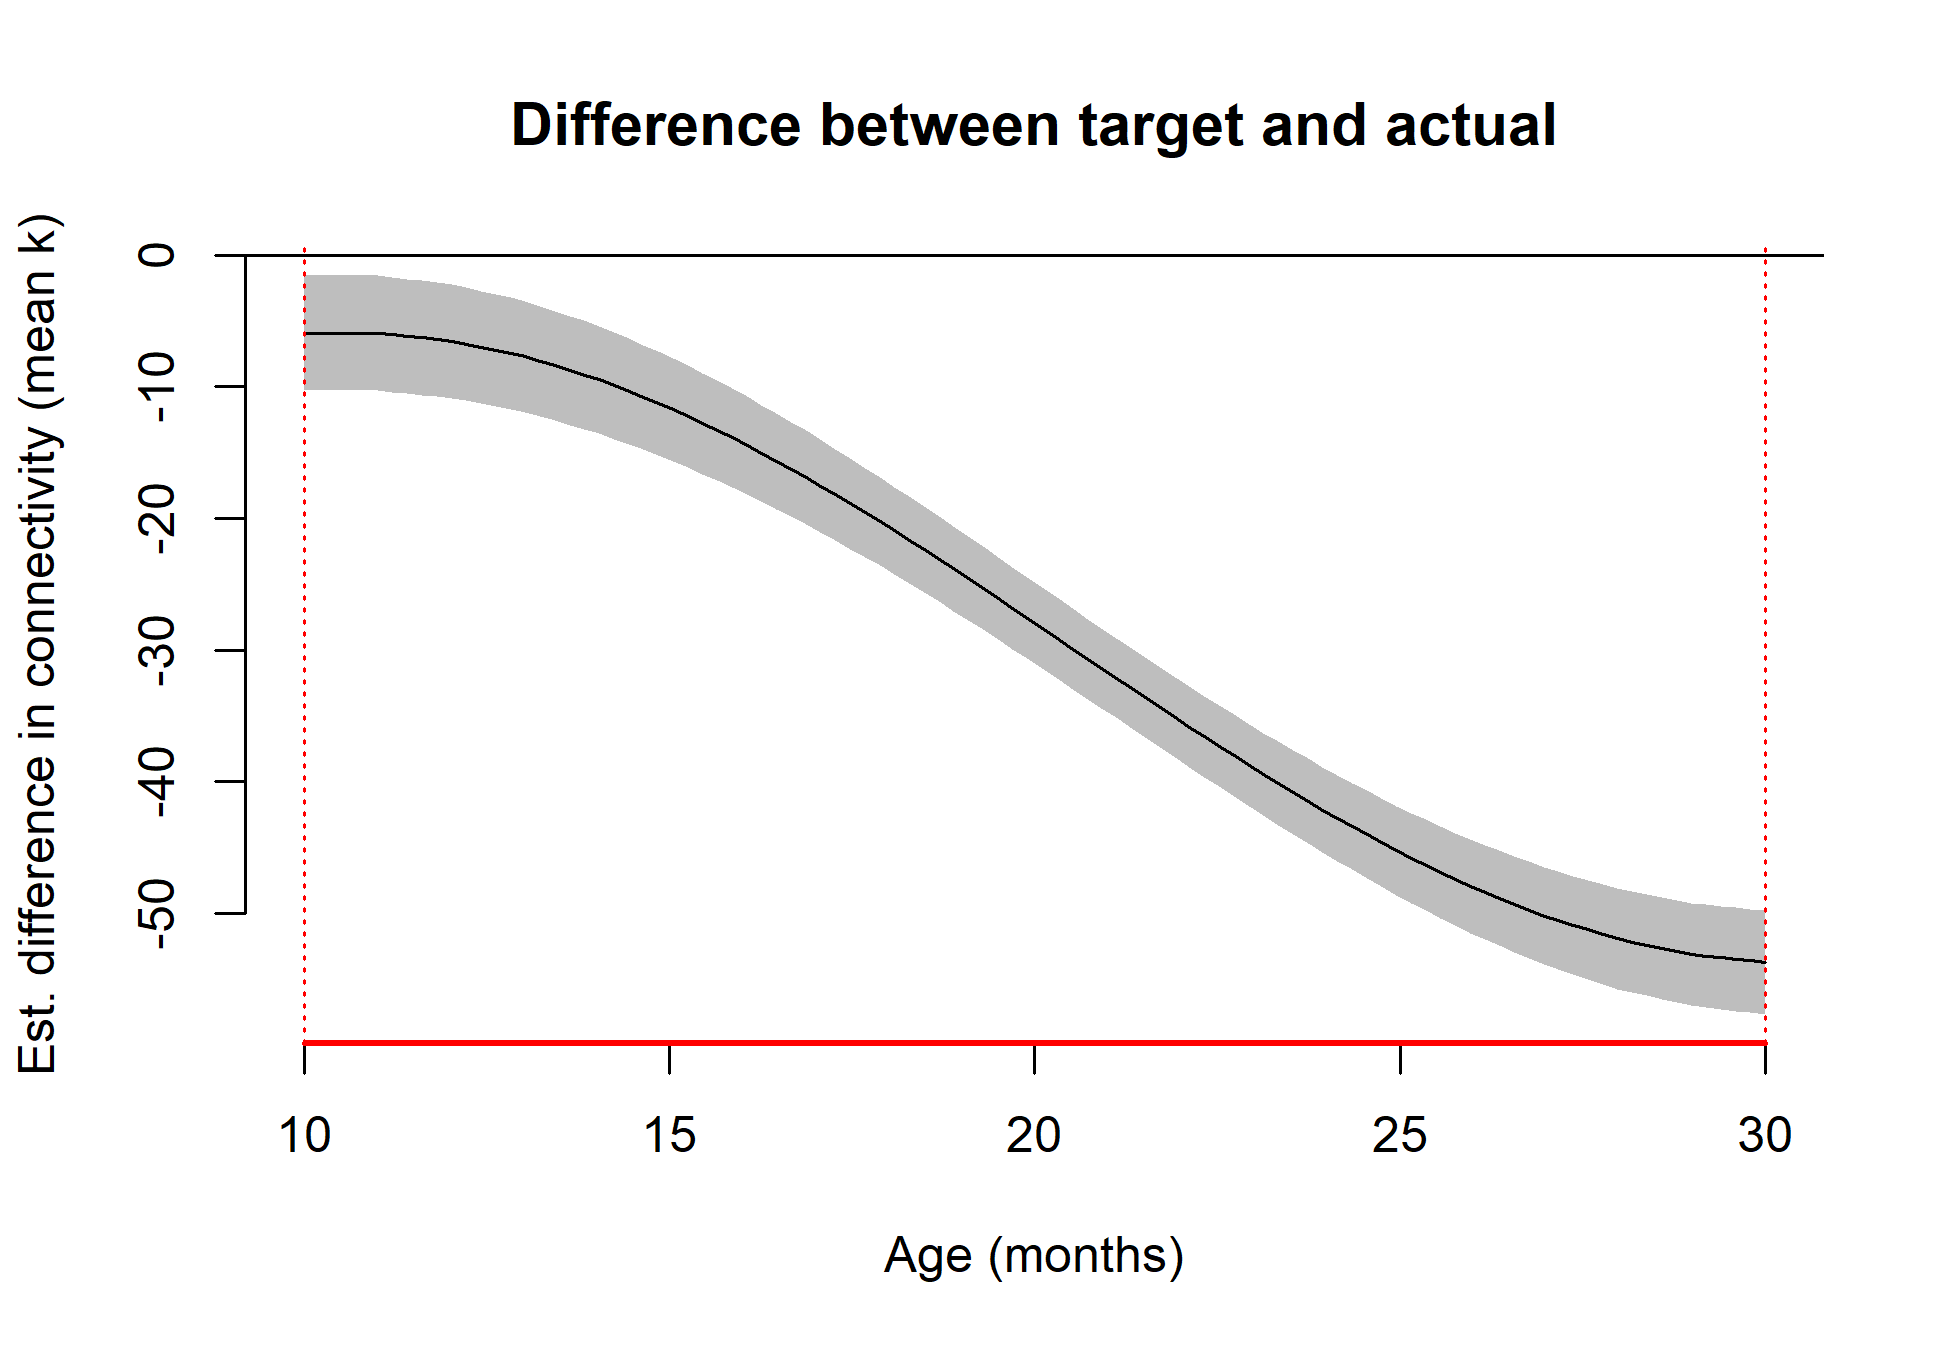 Difference between target and actual
Est. difference in connectivity (mean k)
0
-10
-20
-30
-40
-50
10 15 20 25 30
Age (months)